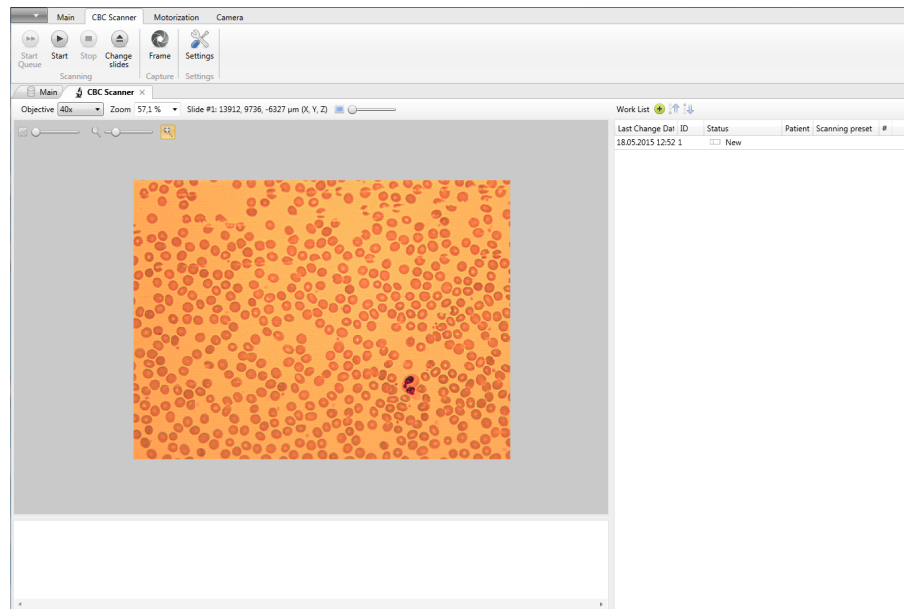 Main CBC Scanner Motorization Camera
Start Queue Start Stop Change slides Frame Settings
Scanning Capture Settings
Main CBC Scanner
Objective 40x Zoom 57,1 % Slide #1: 13912, 9736, -6327 µm (X, Y, Z) Work List
Last Change Dat ID Status Patient Scanning preset #
18.05.2015 12:52 1 New